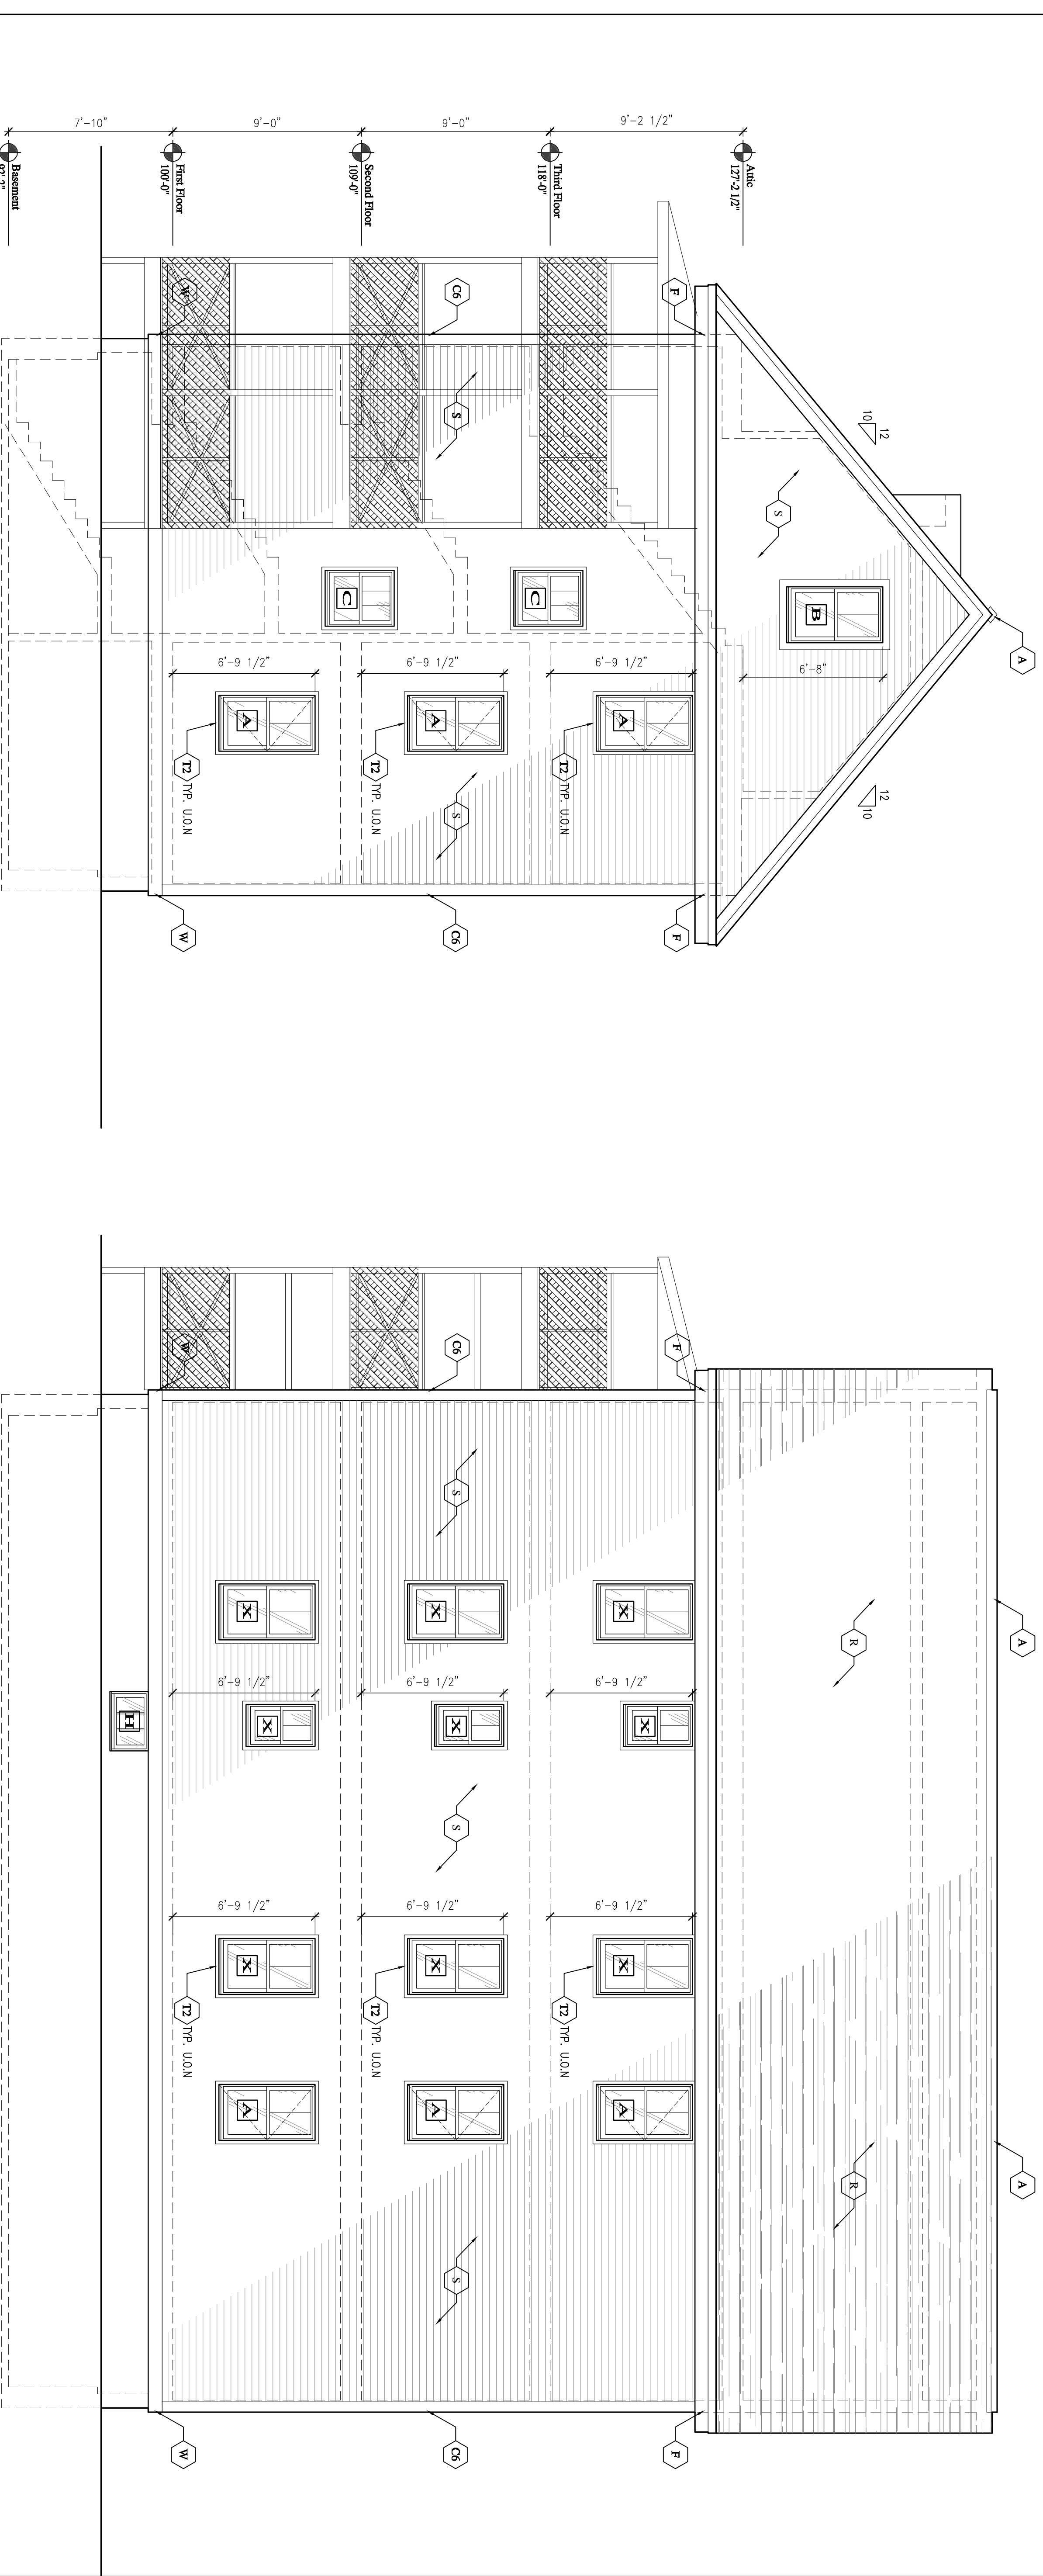 A
12
10
12
10
B
6'-8"
S
Attic
127'-2 1/2"
9'-2 1/2"
F
F
A
6'-9 1/2"
T2 TYP. U.O.N
Third Floor
118'-0"
C
9'-0"
C6
S
S
C6
A
6'-9 1/2"
T2 TYP. U.O.N
Second Floor
109'-0"
C
9'-0"
A
6'-9 1/2"
T2 TYP. U.O.N
W
W
First Floor
100'-0"
7'-10"
Basement
A
A
R
R
F
F
X
6'-9 1/2"
X
6'-9 1/2"
X
A
T2 TYP. U.O.N
C6
S
S
S
C6
X
6'-9 1/2"
X
6'-9 1/2"
X
A
T2 TYP. U.O.N
X
6'-9 1/2"
X
6'-9 1/2"
X
A
T2 TYP. U.O.N
W
W
H